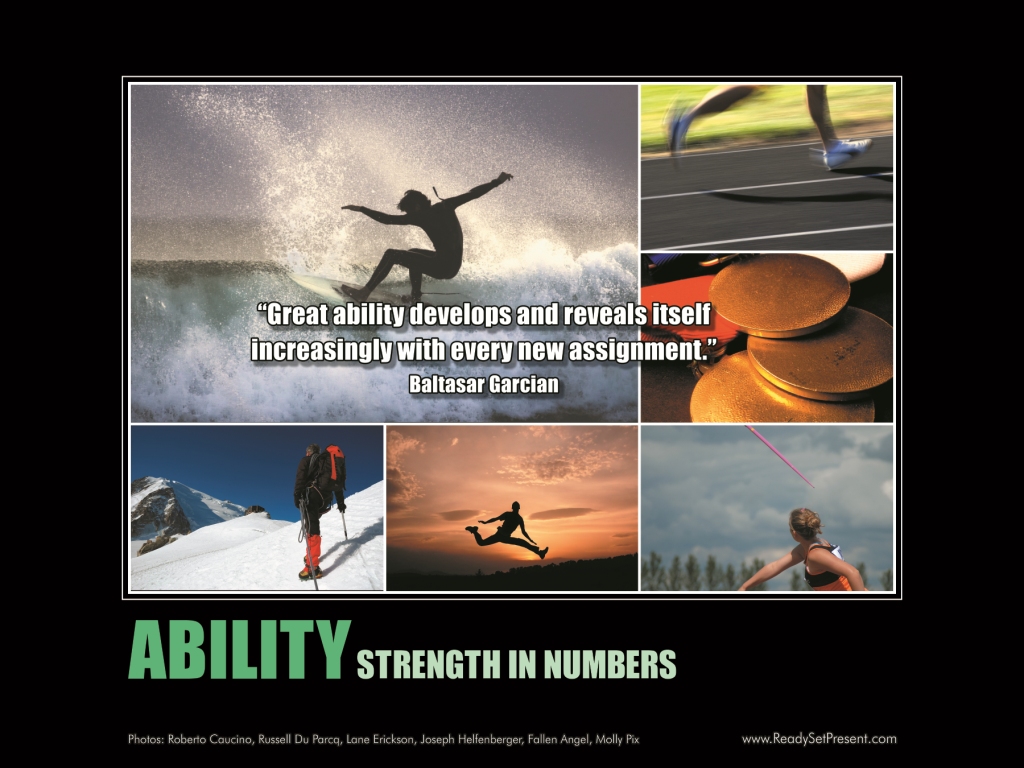 “Great ability develops and reveals itself
increasingly with every new assignment.”
Baltasar Garcian
ABILITY STRENGTH IN NUMBERS
Photos: Roberto Caucino, Russell Du Parcq, Lane Erickson, Joseph Helfenberger, Fallen Angel, Molly Pix
www.ReadySetPresent.com